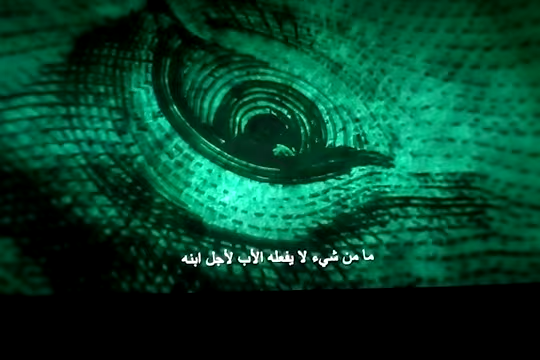 ما من شيء لا يفعله الأب لأجل ابنه